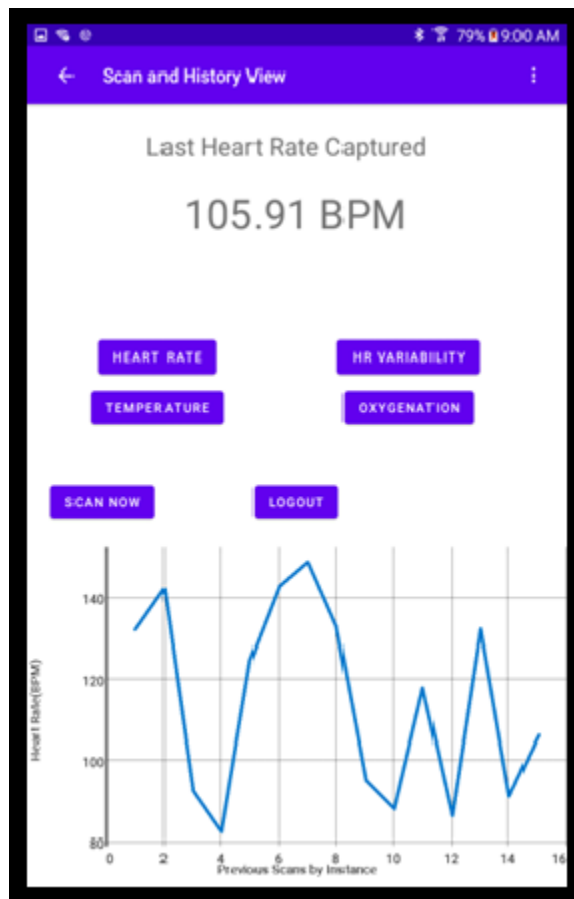 79% 9:00 AM
Scan and History View
Last Heart Rate Captured
105.91 BPM
HEART RATE
HR VARIABILITY
TEMPERATURE
OXYGENATION
SCAN NOW
LOGOUT
140
120
100
80
Heart Rate(BPM)
0 2 4 6 8 10 12 14 16
Previous Scans by Instance